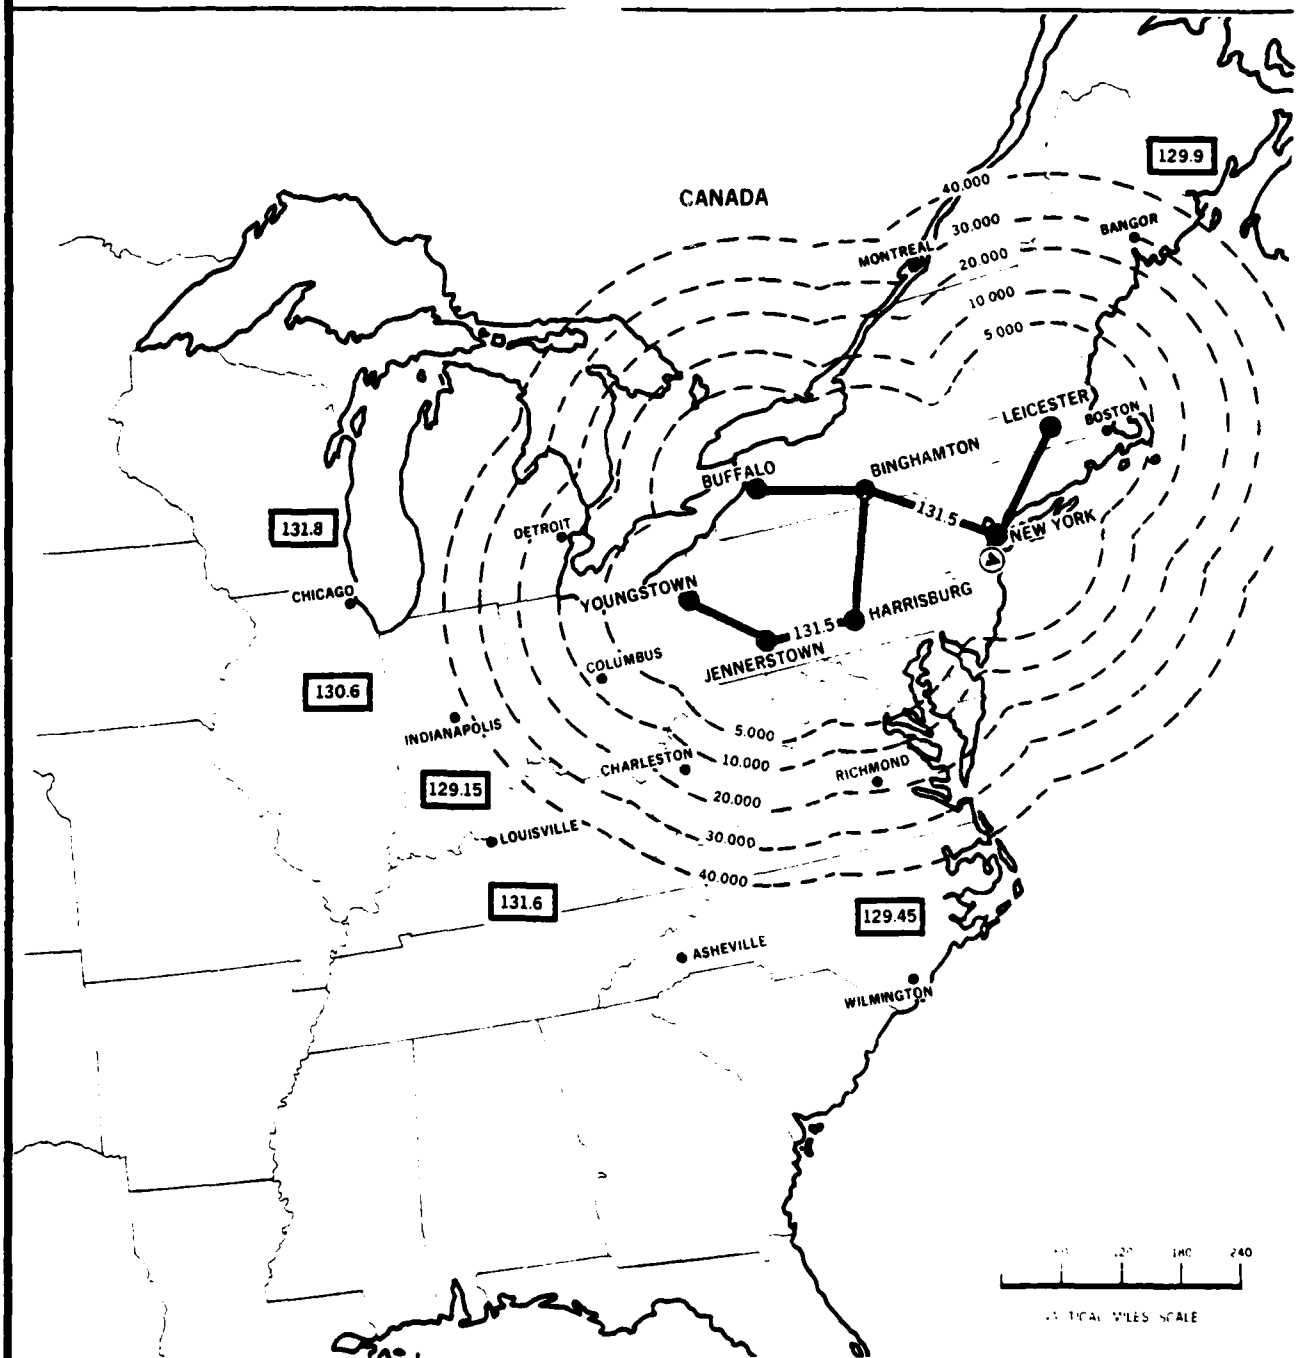 129.9
40.000
CANADA
30.000
BANGOR
MONTREAL
20.000
10 000
5.000
LEICESTER
BOSTON
BINGHAMTON
BUFFALO
131.5
NEW YORK
131.8
DETROIT
CHICAGO
YOUNGSTOWN
HARRISBURG
131.5
JENNERSTOWN
COLUMBUS
130.6
INDIANAPOLIS
5.000
CHARLESTON
10.000
RICHMOND
129.15
20.000
LOUISVILLE
30.000
40.000
131.6
129.45
ASHEVILLE
WILMINGTON
180 240
MILES SCALE